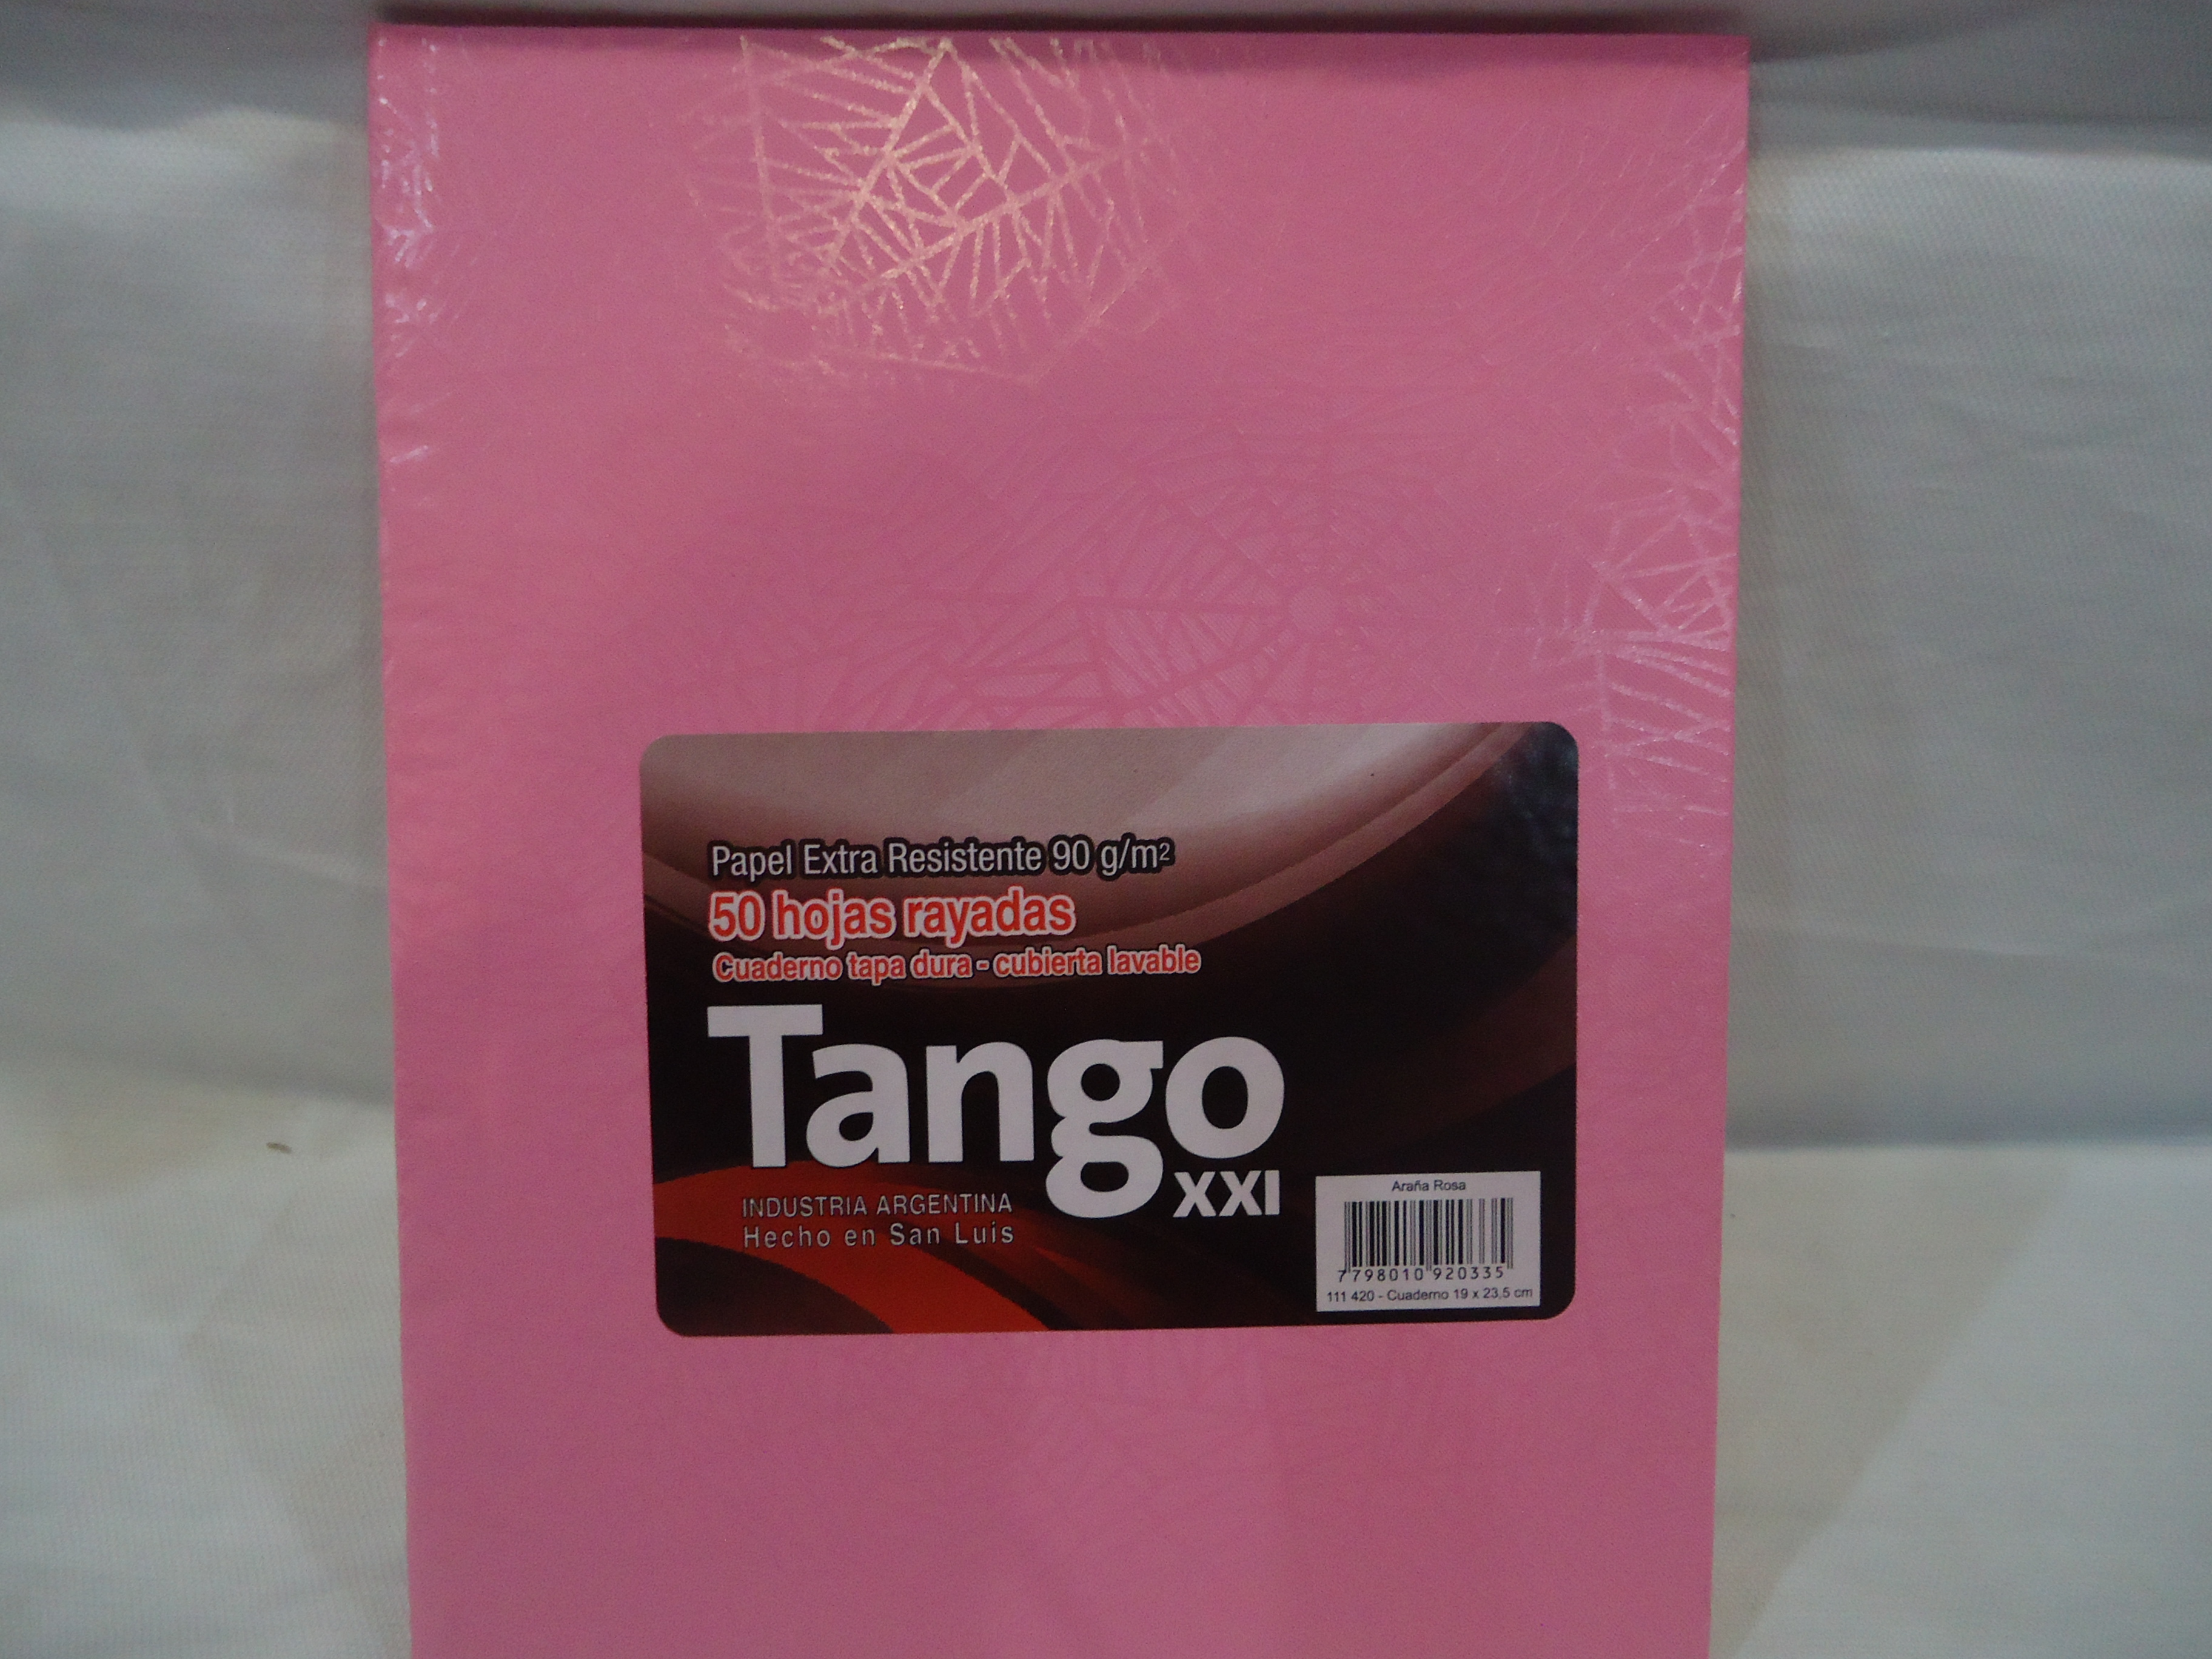 Papel Extra Resistente 90 g/m²
50 hojas rayadas
Cuaderno tapa dura - cubierta lavable
Tango
XXI
INDUSTRIA ARGENTINA
Hecho en San Luis
Araña Rosa
7798010920335
111 420 - Cuaderno 19 x 23,5 cm